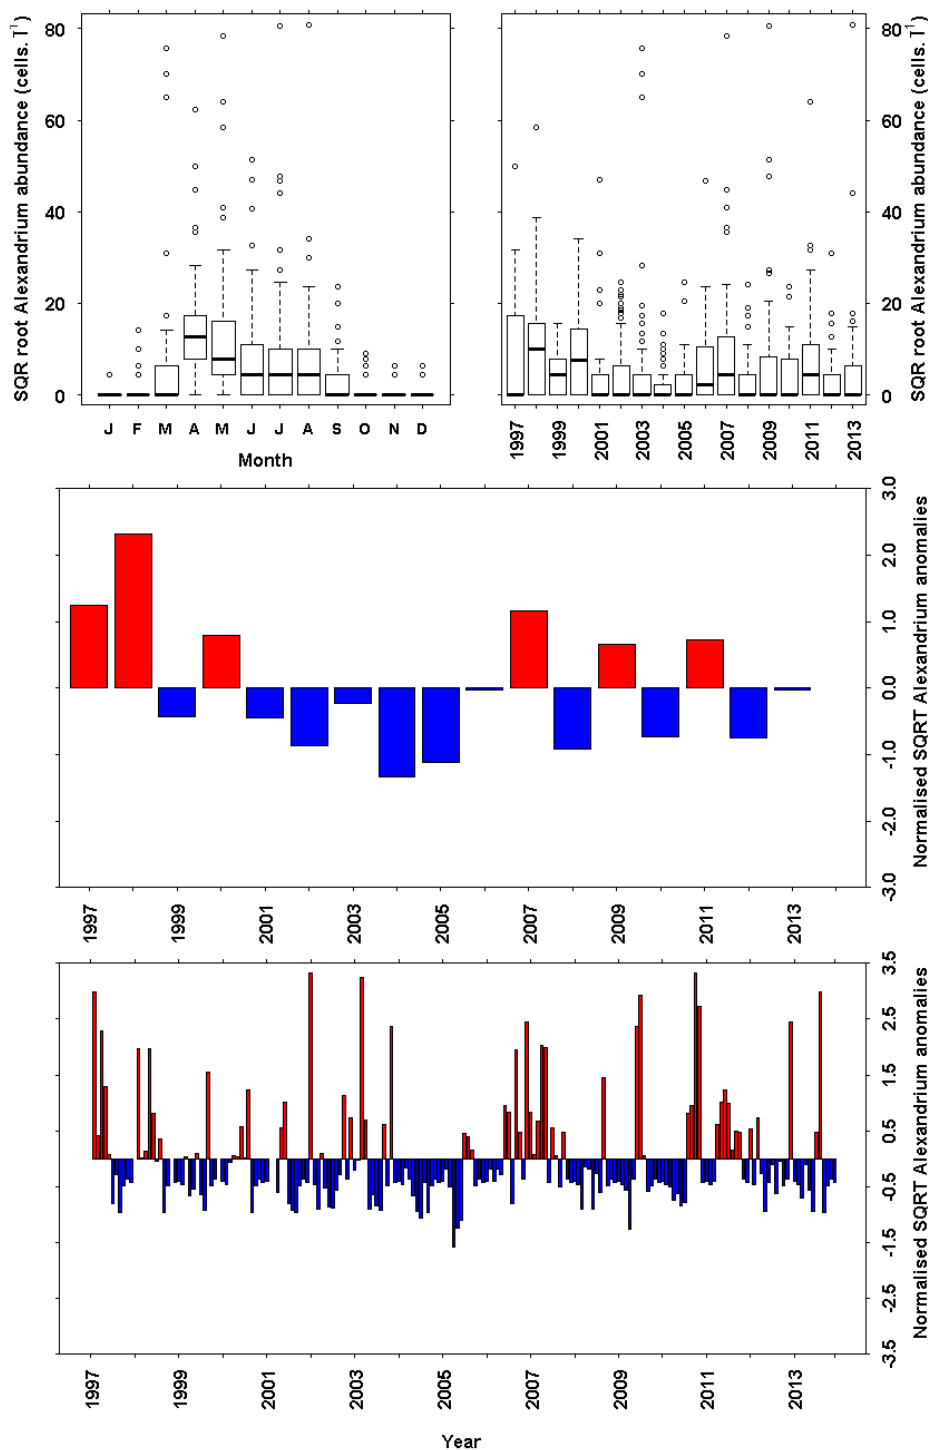 SQR root Alexandrium abundance (cells. l⁻¹)
80
60
40
20
0
J F M A M J J A S O N D
Month
80
60
40
20
0
SQR root Alexandrium abundance (cells. l⁻¹)
1997 1999 2001 2003 2005 2007 2009 2011 2013
3.0
2.0
1.0
0.0
-1.0
-2.0
-3.0
Normalised SQRT Alexandrium anomalies
1997 1999 2001 2003 2005 2007 2009 2011 2013
3.5
2.5
1.5
0.5
-0.5
-1.5
-2.5
-3.5
Normalised SQRT Alexandrium anomalies
1997 1999 2001 2003 2005 2007 2009 2011 2013
Year